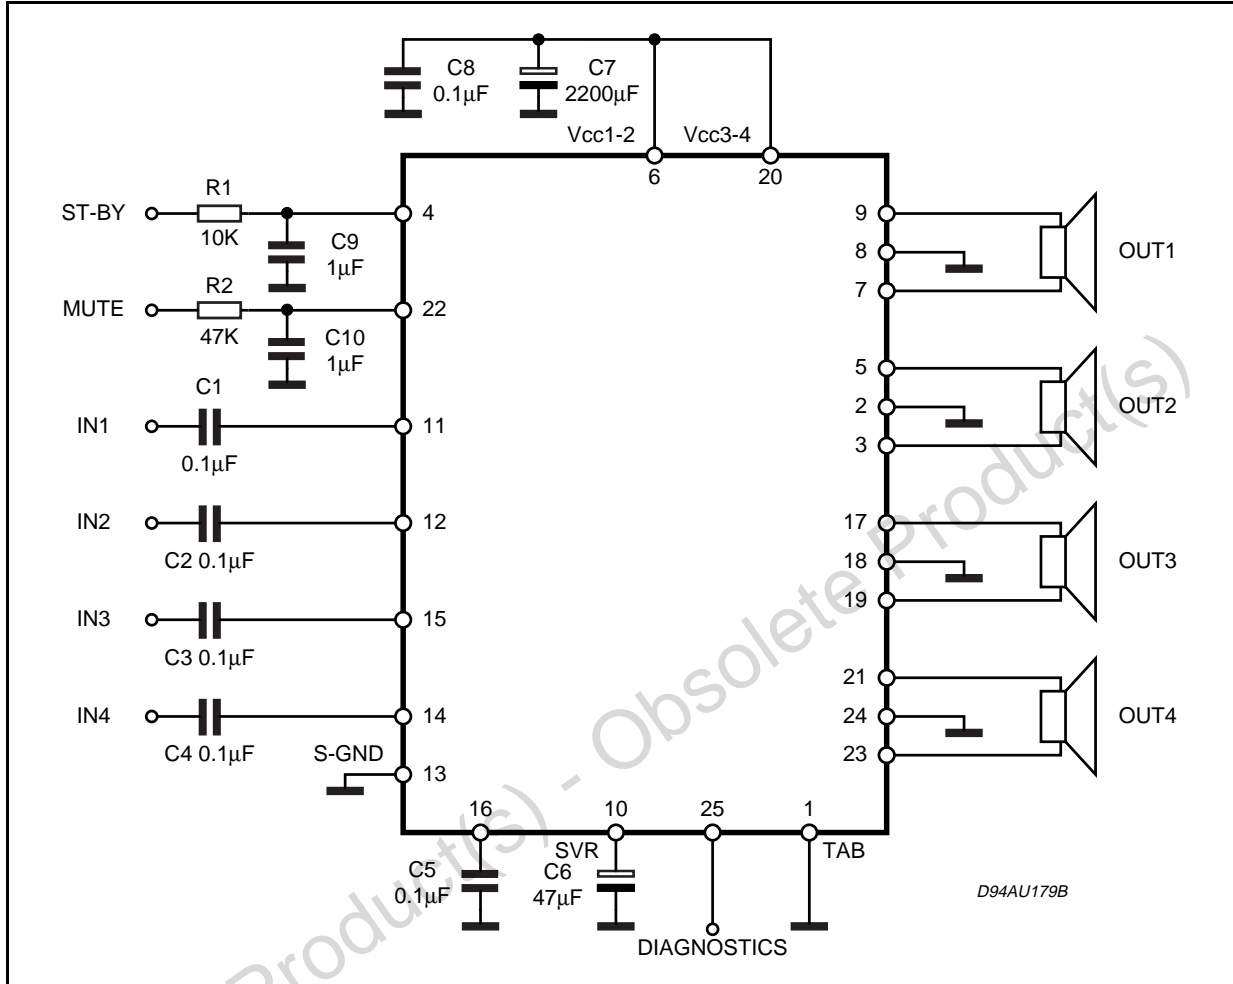 C8
0.1µF
C7
2200µF
Vcc1-2
Vcc3-4
6
20
ST-BY
R1
10K
4
C9
1µF
MUTE
R2
47K
22
C10
1µF
IN1
C1
0.1µF
11
IN2
C2 0.1µF
12
IN3
C3 0.1µF
15
IN4
C4 0.1µF
14
S-GND
13
9
8
7
OUT1
5
2
3
OUT2
17
18
19
OUT3
21
24
23
OUT4
16
10
25
1
SVR
TAB
C5
0.1µF
C6
47µF
DIAGNOSTICS
D94AU179B
Product(s) - Obsolete Product(s)